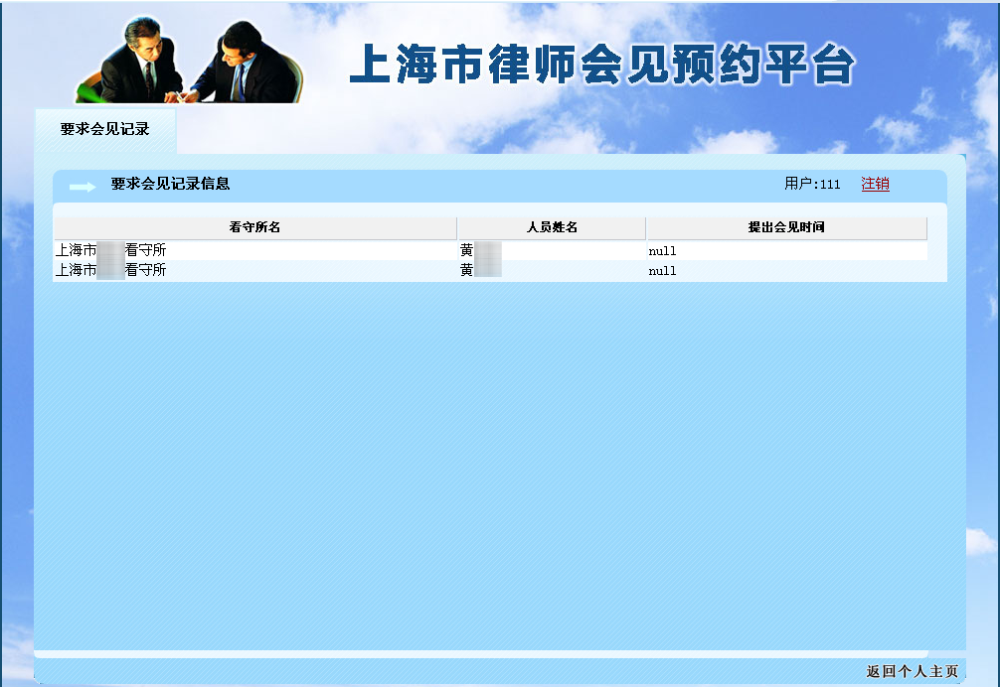 上海市律师会见预约平台
要求会见记录
要求会见记录信息 用户:111 注销
看守所名 人员姓名 提出会见时间
上海市 看守所 黄 null
上海市 看守所 黄 null
返回个人主页